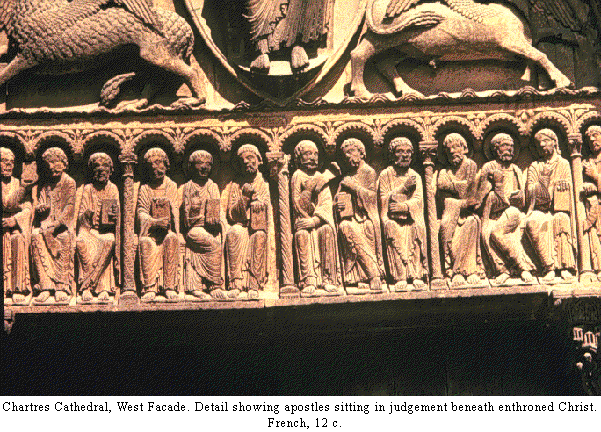 Chartres Cathedral, West Facade. Detail showing apostles sitting in judgement beneath enthroned Christ.
French, 12 c.